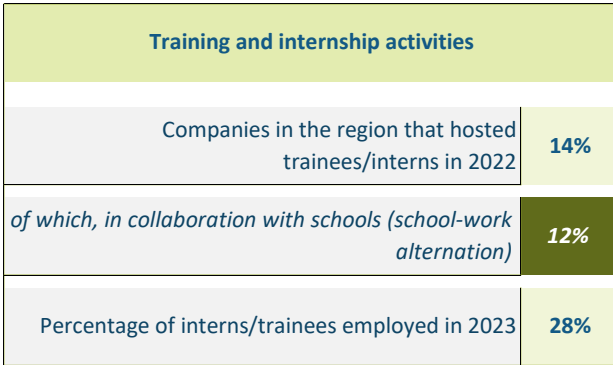 Training and internship activities
Companies in the region that hosted
trainees/interns in 2022
14%
of which, in collaboration with schools (school-work
alternation)
12%
Percentage of interns/trainees employed in 2023
28%